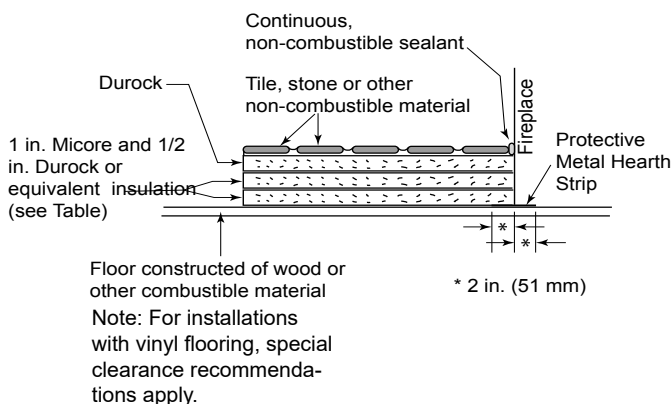 Continuous,
non-combustible sealant
Durock
Tile, stone or other
non-combustible material
Fireplace
1 in. Micore and 1/2
in. Durock or
equivalent insulation
(see Table)
Protective
Metal Hearth
Strip
*
*
* 2 in. (51 mm)
Floor constructed of wood or
other combustible material
Note: For installations
with vinyl flooring, special
clearance recommenda-
tions apply.